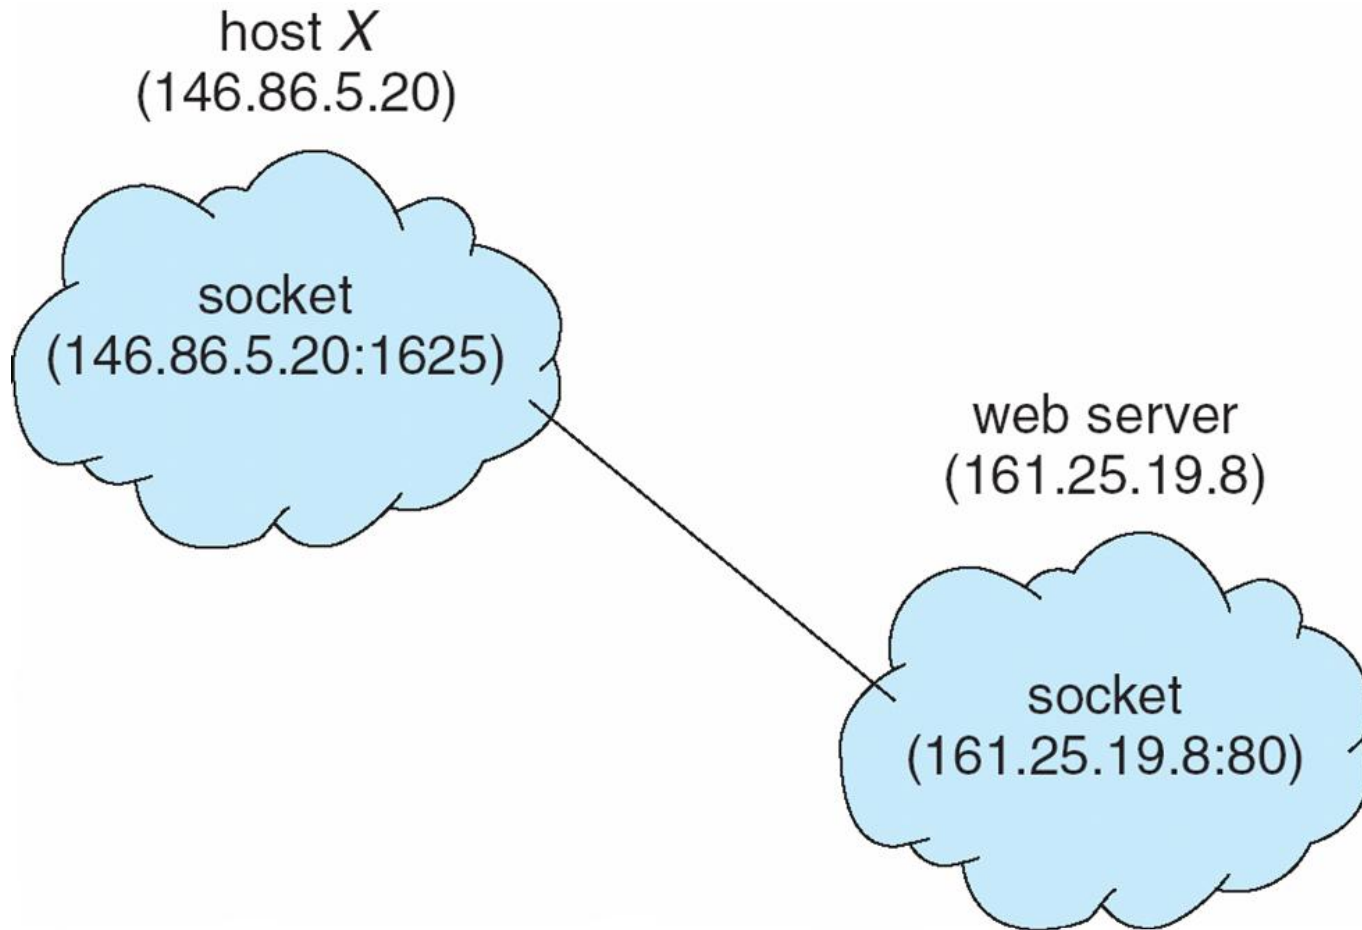 host X
(146.86.5.20)
socket
(146.86.5.20:1625)
web server
(161.25.19.8)
socket
(161.25.19.8:80)